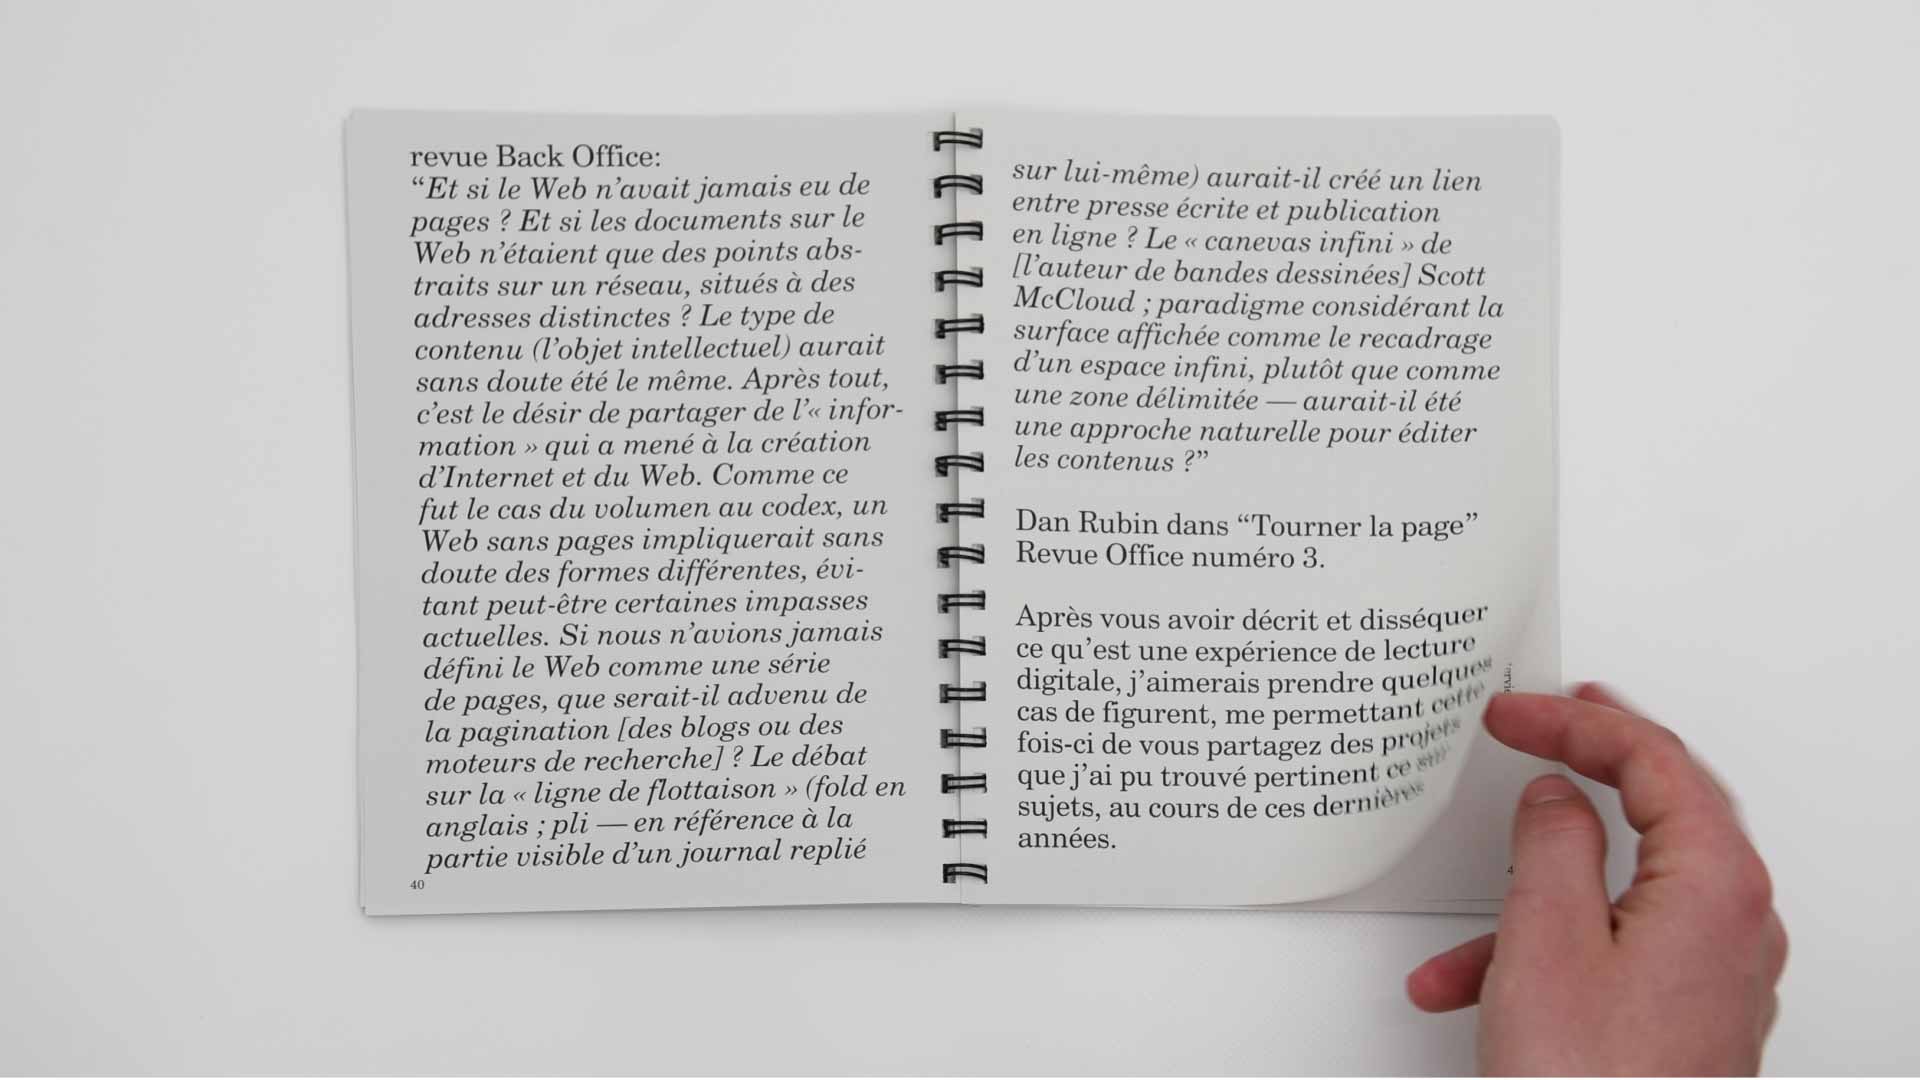 revue Back Office:
“Et si le Web n’avait jamais eu de
pages ? Et si les documents sur le
Web n’étaient que des points abs-
traits sur un réseau, situés à des
adresses distinctes ? Le type de
contenu (l’objet intellectuel) aurait
sans doute été le même. Après tout,
c’est le désir de partager de l’« infor-
mation » qui a mené à la création
d’Internet et du Web. Comme ce
fut le cas du volumen au codex, un
Web sans pages impliquerait sans
doute des formes différentes, évi-
tant peut-être certaines impasses
actuelles. Si nous n’avions jamais
défini le Web comme une série
de pages, que serait-il advenu de
la pagination [des blogs ou des
moteurs de recherche] ? Le débat
sur la « ligne de flottaison » (fold en
anglais ; pli — en référence à la
partie visible d’un journal replié
40
sur lui-même) aurait-il créé un lien
entre presse écrite et publication
en ligne ? Le « canevas infini » de
[l’auteur de bandes dessinées] Scott
McCloud ; paradigme considérant la
surface affichée comme le recadrage
d’un espace infini, plutôt que comme
une zone délimitée — aurait-il été
une approche naturelle pour éditer
les contenus ?”
Dan Rubin dans “Tourner la page”
Revue Office numéro 3.
Après vous avoir décrit et disséquer
ce qu’est une expérience de lecture
digitale, j’aimerais prendre quelques
cas de figurent, me permettant cette
fois-ci de vous partagez des projets
que j’ai pu trouvé pertinent ce sur
sujets, au cours de ces dernières
années.